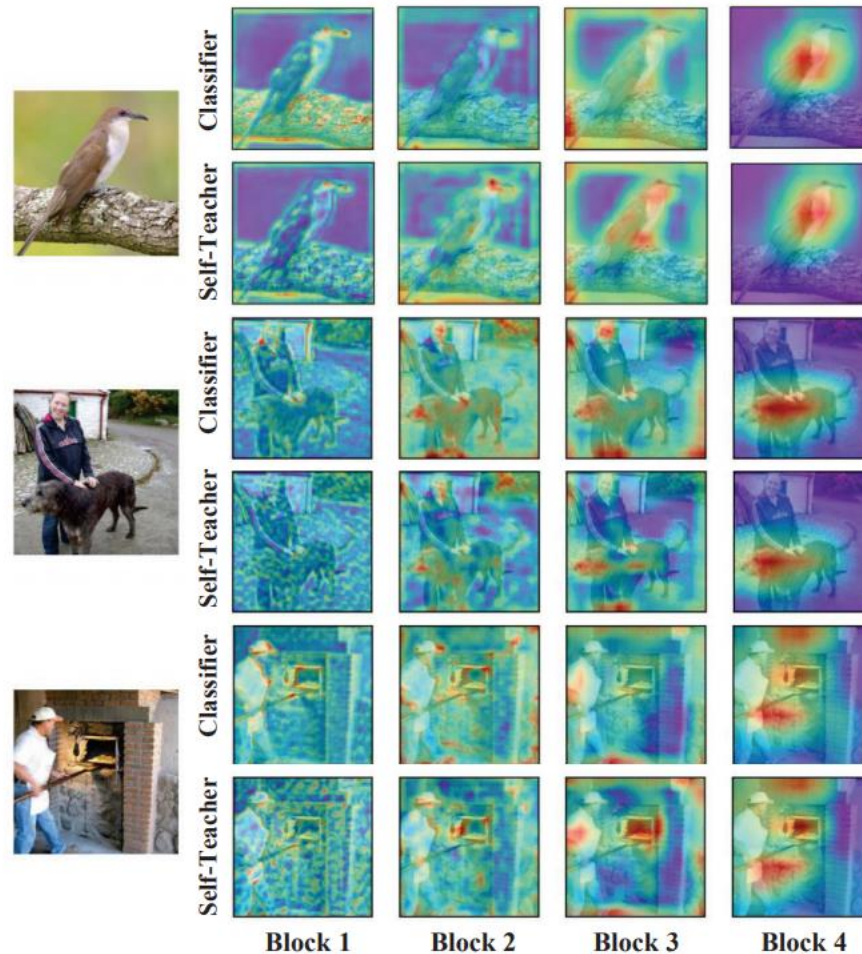 Classifier
Self-Teacher
Classifier
Self-Teacher
Classifier
Self-Teacher
Block 1 Block 2 Block 3 Block 4